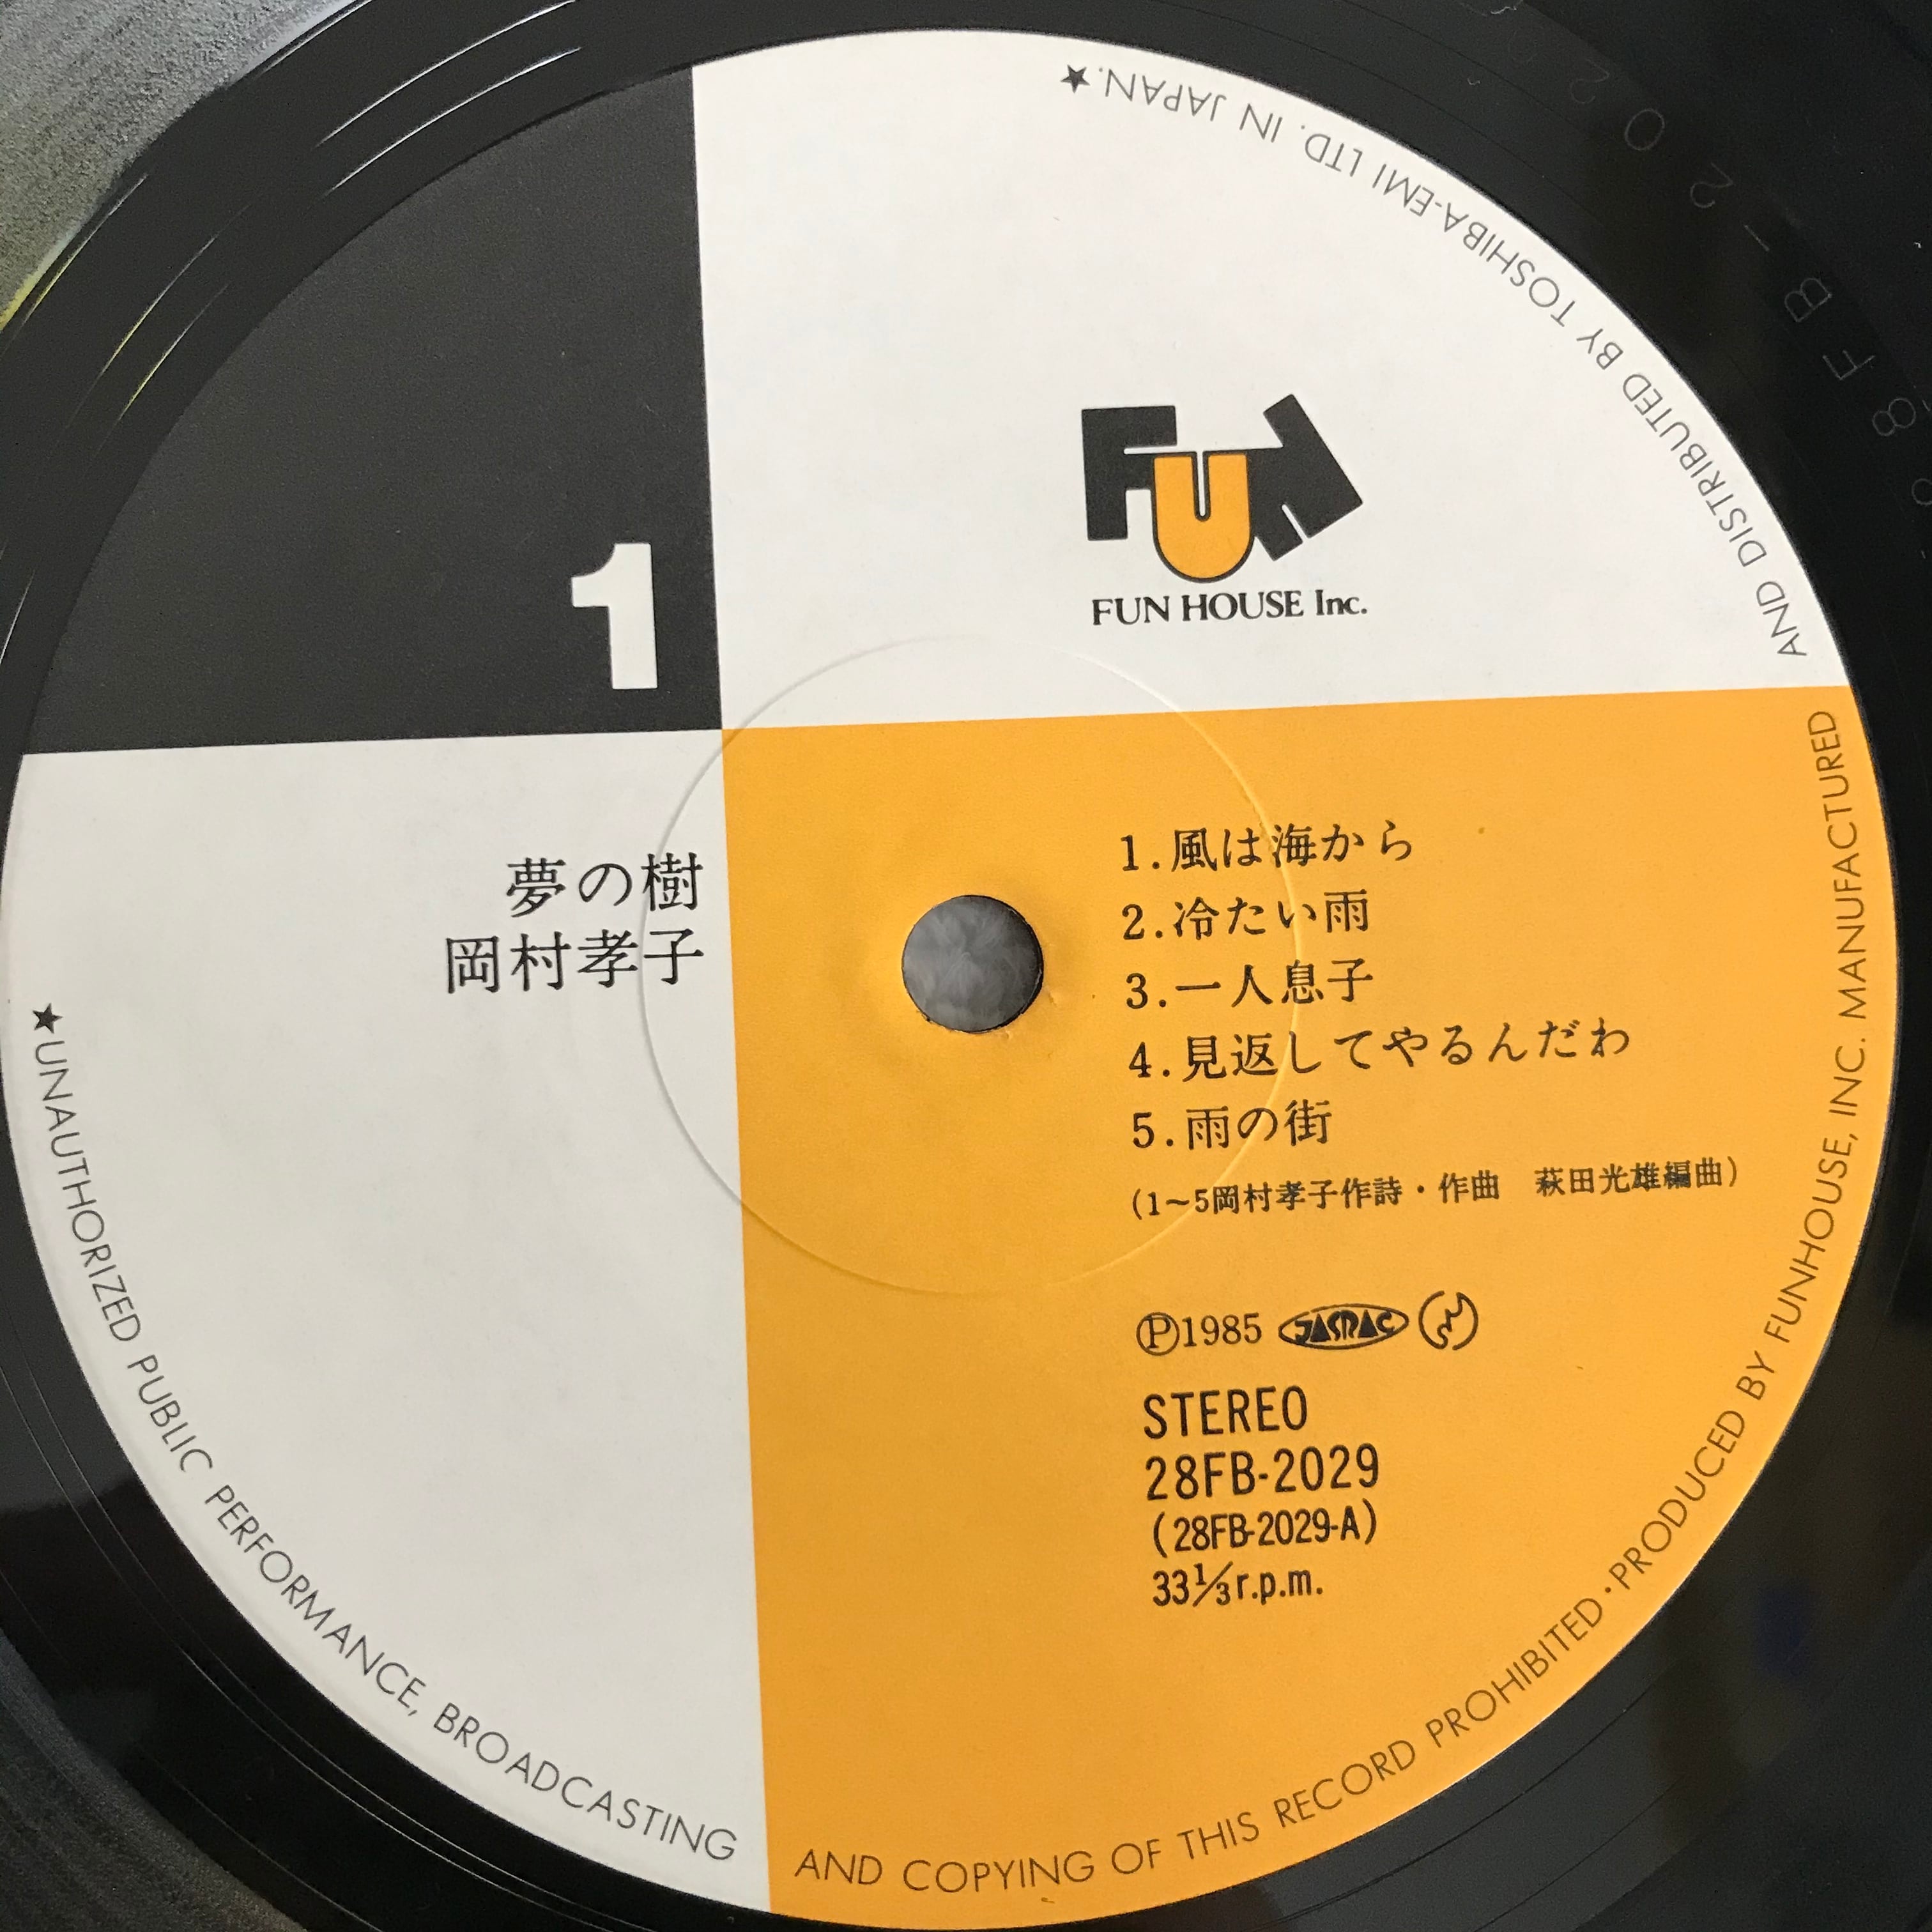 1
FUN
FUN HOUSE Inc.
夢の樹
岡村孝子
1.風は海から
2.冷たい雨
3.一人息子
4.見返してやるんだわ
5.雨の街
(1~5岡村孝子作詩・作曲　萩田光雄編曲)
Ⓟ1985 JASRAC
STEREO
28FB-2029
(28FB-2029-A)
33⅓r.p.m.
★UNAUTHORIZED PUBLIC PERFORMANCE, BROADCASTING AND COPYING OF THIS RECORD PROHIBITED・PRODUCED BY FUNHOUSE, INC. MANUFACTURED AND DISTRIBUTED BY TOSHIBA-EMI LTD. IN JAPAN.★